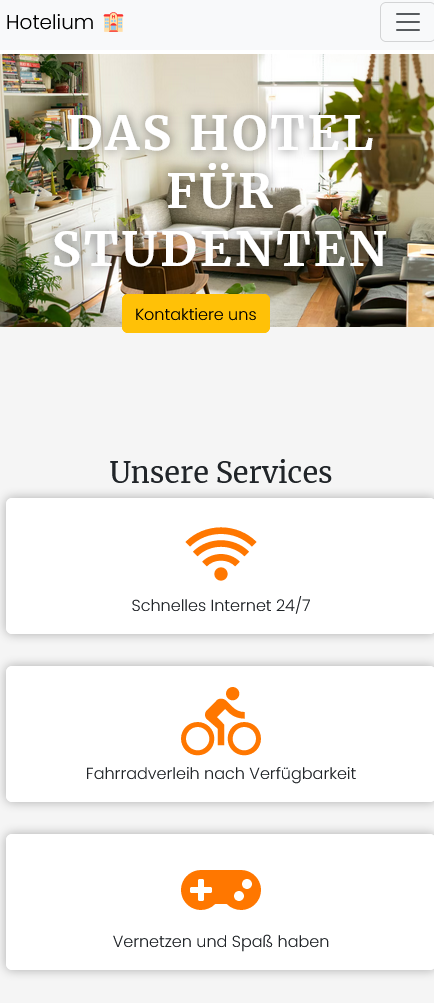 Hotelium 🏩
DAS HOTEL
FÜR
STUDENTEN
Kontaktiere uns
Unsere Services
Schnelles Internet 24/7
Fahrradverleih nach Verfügbarkeit
Vernetzen und Spaß haben